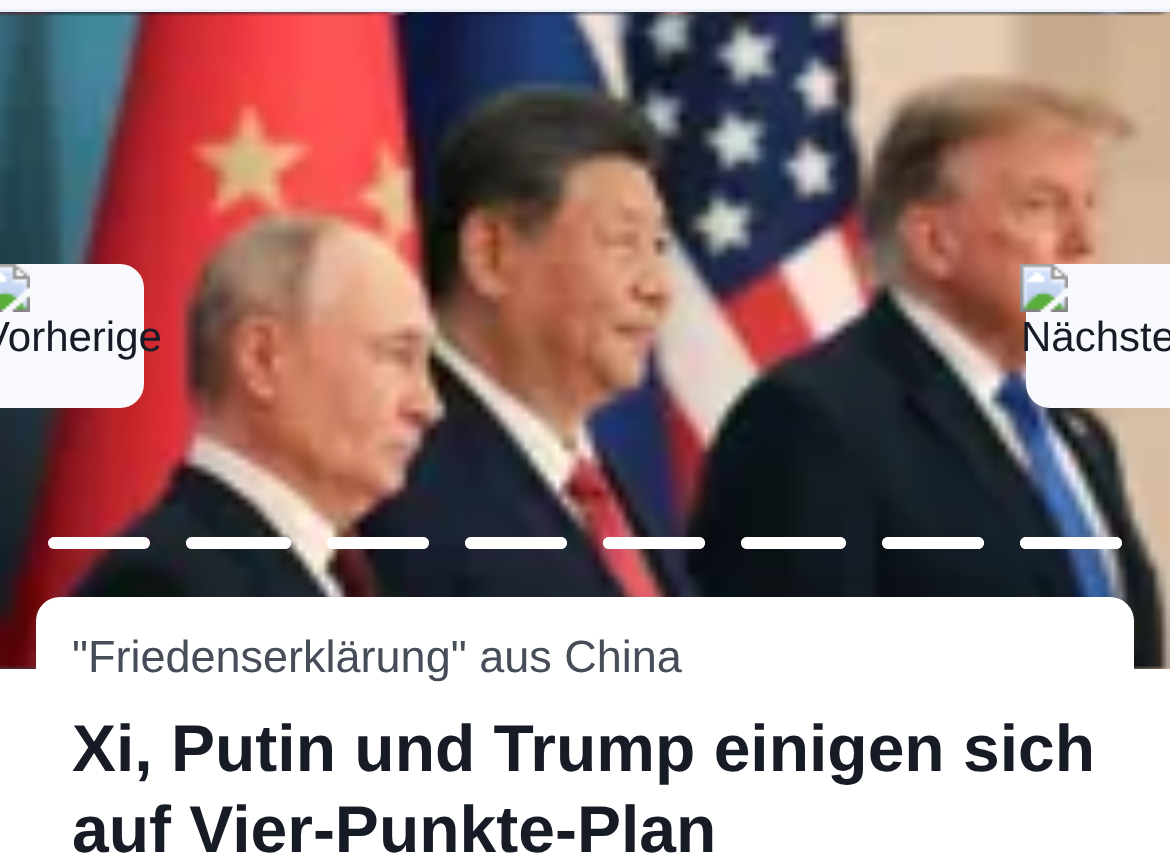 Vorherige
Nächste
"Friedenserklärung" aus China
Xi, Putin und Trump einigen sich
auf Vier-Punkte-Plan